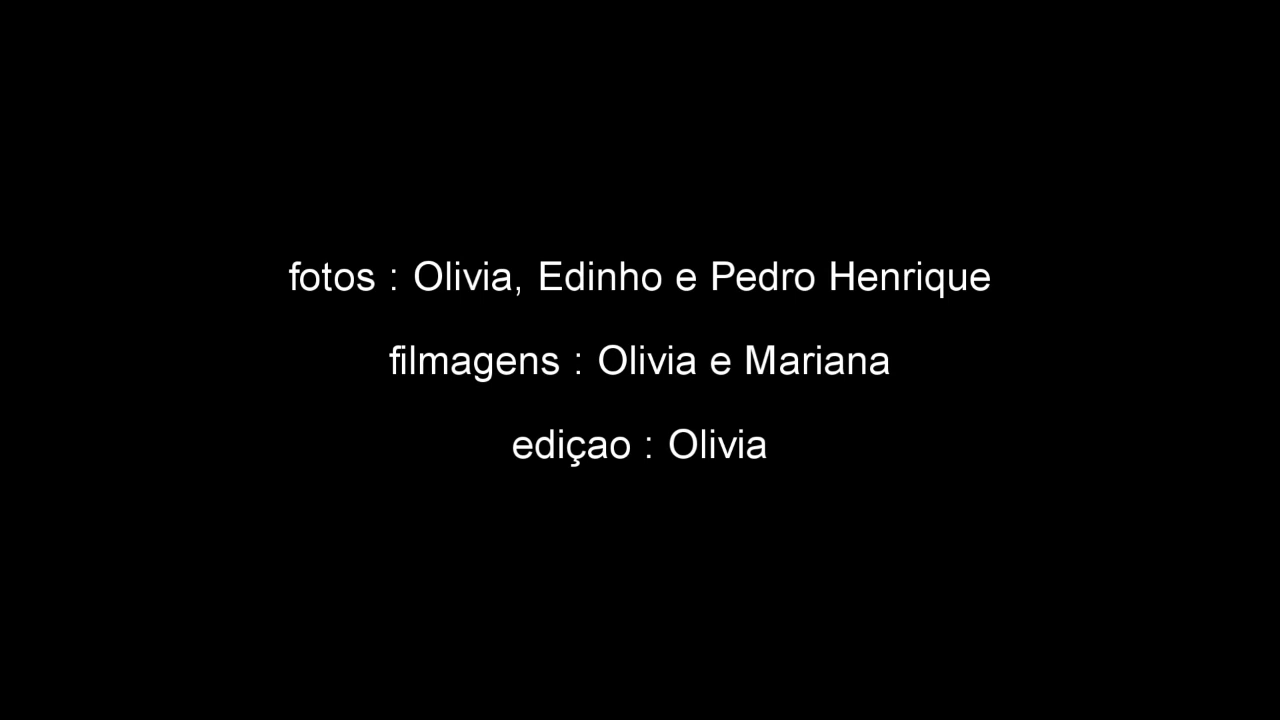 fotos : Olivia, Edinho e Pedro Henrique
filmagens : Olivia e Mariana
ediçao : Olivia